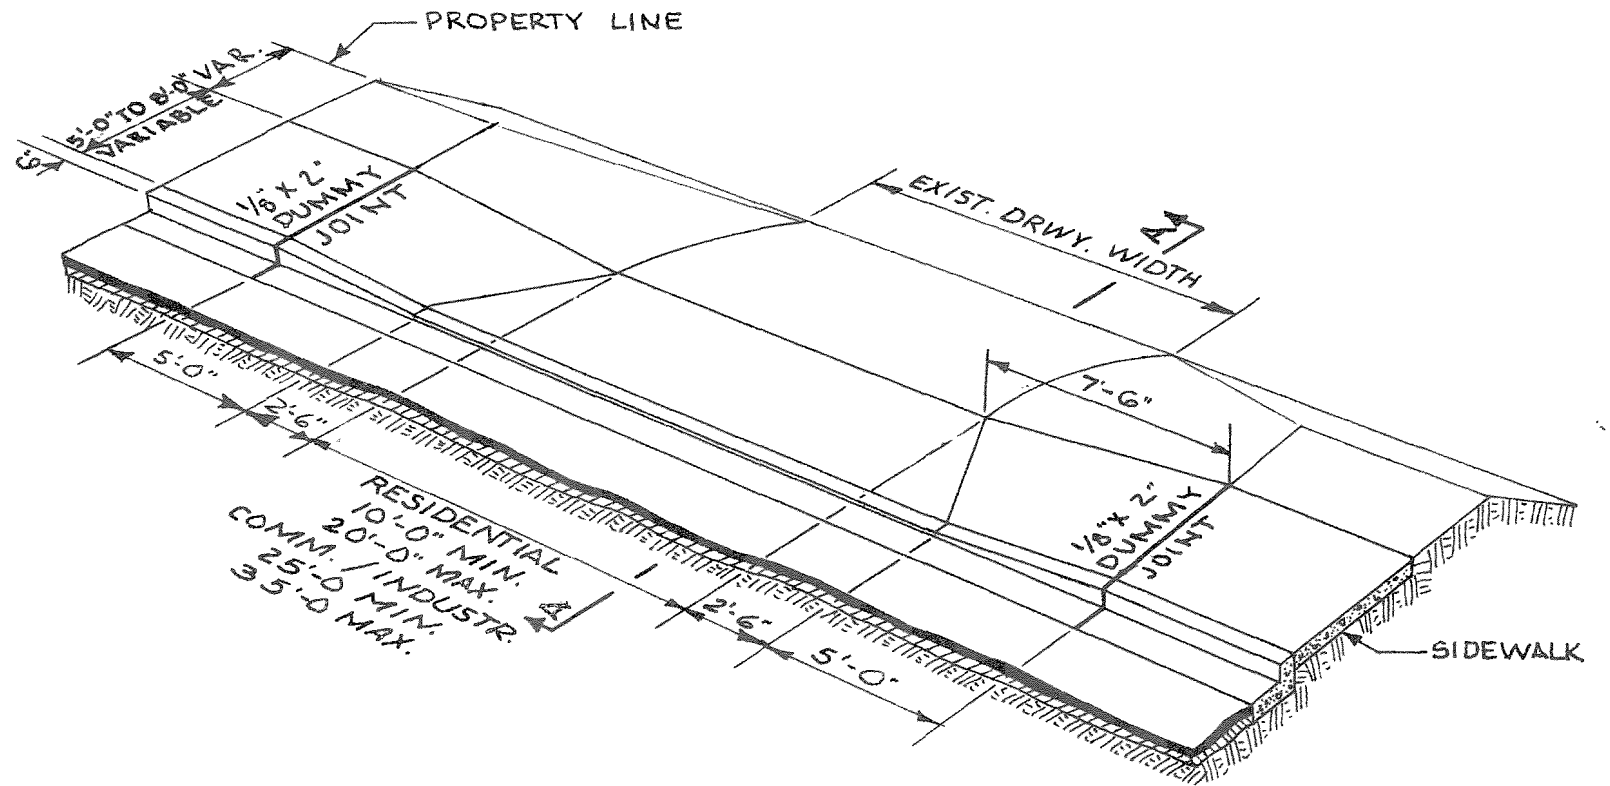 PROPERTY LINE
5'-0" TO 8'-0" VAR.
VARIABLE
6"
1/8" X 2"
DUMMY
JOINT
EXIST. DRWY. WIDTH
A
7'-6"
5'-0"
2'-6"
RESIDENTIAL
10'-0" MIN.
20'-0" MAX.
COMM. / INDUSTR.
25'-0 MIN.
35'-0 MAX.
A
1/8" X 2"
DUMMY
JOINT
2'-6"
5'-0"
SIDEWALK